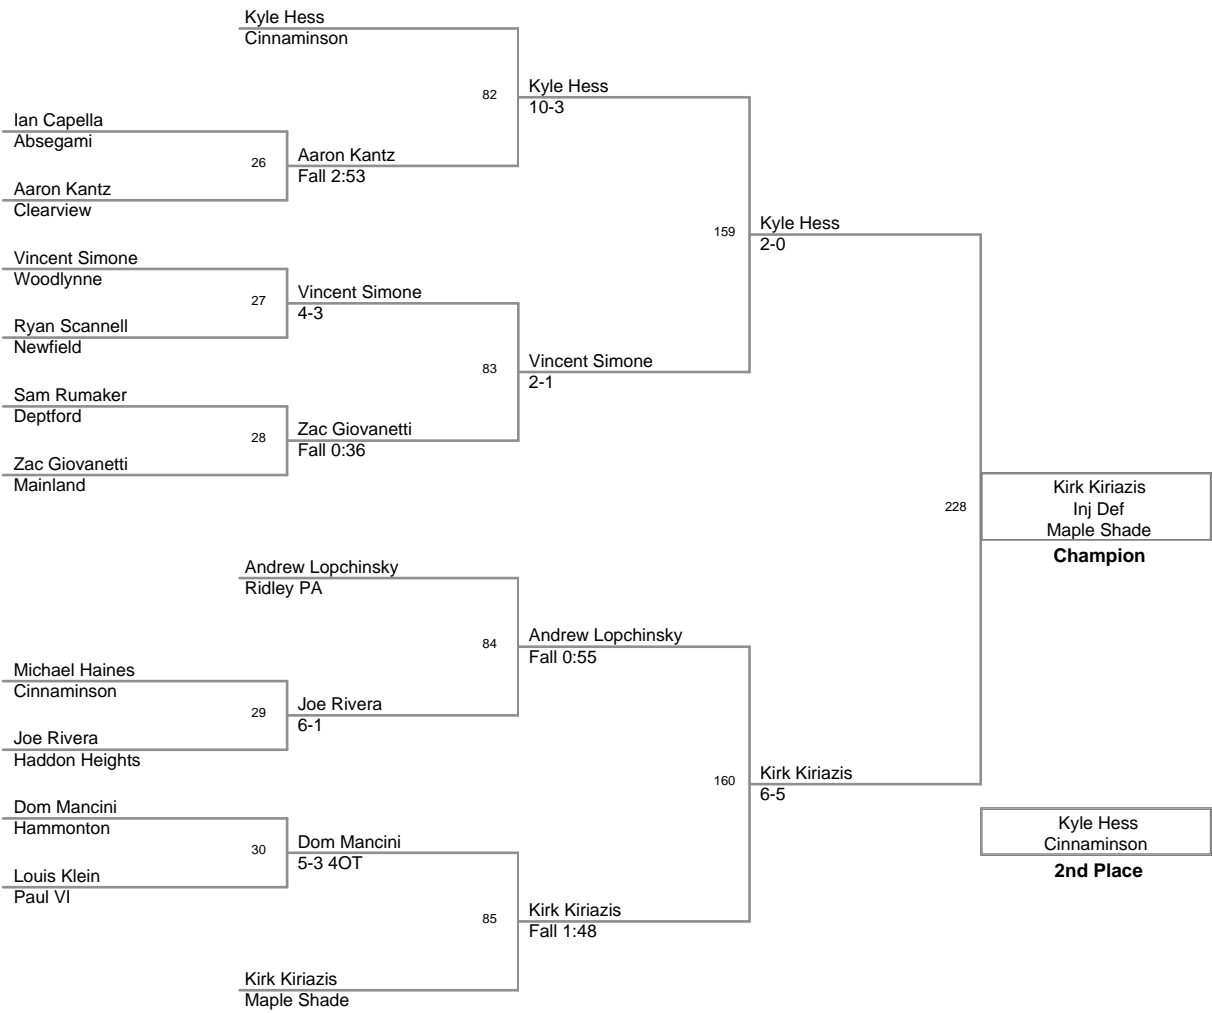 Kyle Hess
Cinnaminson
82
Kyle Hess
10-3
Ian Capella
Absegami
26
Aaron Kantz
Fall 2:53
Aaron Kantz
Clearview
159
Kyle Hess
2-0
Vincent Simone
Woodlynne
27
Vincent Simone
4-3
Ryan Scannell
Newfield
83
Vincent Simone
2-1
Sam Rumaker
Deptford
28
Zac Giovanetti
Fall 0:36
Zac Giovanetti
Mainland
228
Kirk Kiriazis
Inj Def
Maple Shade
Champion
Andrew Lopchinsky
Ridley PA
84
Andrew Lopchinsky
Fall 0:55
Michael Haines
Cinnaminson
29
Joe Rivera
6-1
Joe Rivera
Haddon Heights
160
Kirk Kiriazis
6-5
Dom Mancini
Hammonton
30
Dom Mancini
5-3 4OT
Louis Klein
Paul VI
85
Kirk Kiriazis
Fall 1:48
Kirk Kiriazis
Maple Shade
Kyle Hess
Cinnaminson
2nd Place